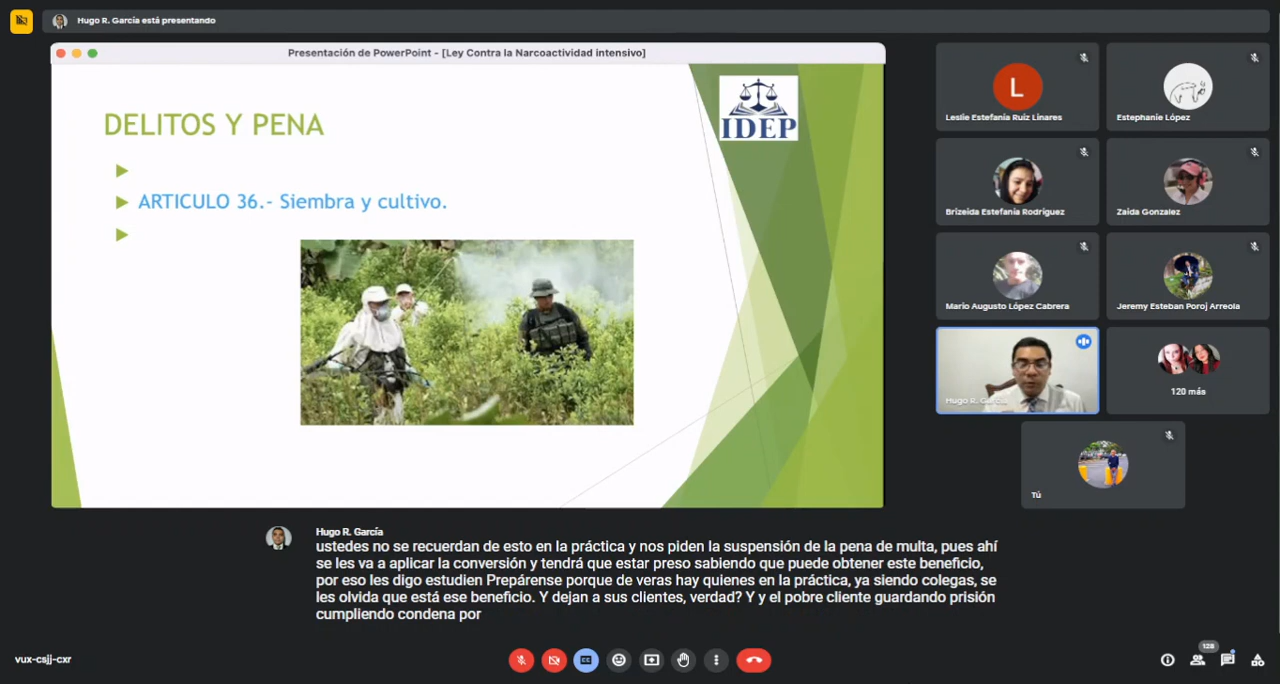 Hugo R. García está presentando
Presentación de PowerPoint - [Ley Contra la Narcoactividad intensivo]
DELITOS Y PENA
IDEP
ARTICULO 36.- Siembra y cultivo.
L
Leslie Estefanía Ruíz Linares
Estephanie López
Brizeida Estefanía Rodríguez
Zaida Gonzalez
Mario Augusto López Cabrera
Jeremy Esteban Poroj Arreola
Hugo R. García
120 más
Tú
Hugo R. García
ustedes no se recuerdan de esto en la práctica y nos piden la suspensión de la pena de multa, pues ahí
se les va a aplicar la conversión y tendrá que estar preso sabiendo que puede obtener este beneficio,
por eso les digo estudien Prepárense porque de veras hay quienes en la práctica, ya siendo colegas, se
les olvida que está ese beneficio. Y dejan a sus clientes, verdad? Y y el pobre cliente guardando prisión
cumpliendo condena por
vux-csjj-cxr
CC
128